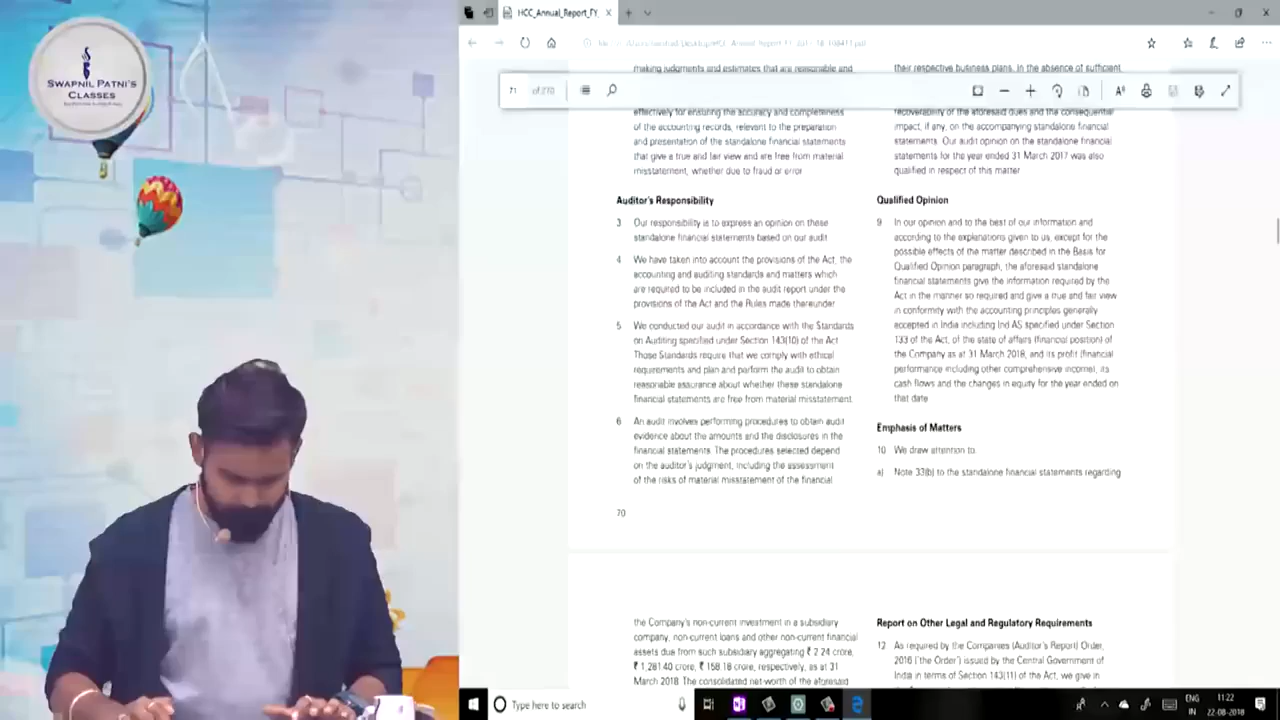 SWAPNIL PATNI'S
CLASSES
HCC_Annual_Report_FY
71 of 270
making judgments and estimates that are reasonable and
effectively for ensuring the accuracy and completeness
of the accounting records, relevant to the preparation
and presentation of the standalone financial statements
that give a true and fair view and are free from material
misstatement, whether due to fraud or error
Auditor's Responsibility
3 Our responsibility is to express an opinion on these
standalone financial statements based on our audit
4 We have taken into account the provisions of the Act, the
accounting and auditing standards and matters which
are required to be included in the audit report under the
provisions of the Act and the Rules made thereunder
5 We conducted our audit in accordance with the Standards
on Auditing specified under Section 143(10) of the Act
Those Standards require that we comply with ethical
requirements and plan and perform the audit to obtain
reasonable assurance about whether these standalone
financial statements are free from material misstatement.
6 An audit involves performing procedures to obtain audit
evidence about the amounts and the disclosures in the
financial statements. The procedures selected depend
on the auditor's judgment, including the assessment
of the risks of material misstatement of the financial
70
their respective business plans. In the absence of sufficient
recoverability of the aforesaid dues and the consequential
impact, if any, on the accompanying standalone financial
statements. Our audit opinion on the standalone financial
statements for the year ended 31 March 2017 was also
qualified in respect of this matter
Qualified Opinion
9 In our opinion and to the best of our information and
according to the explanations given to us, except for the
possible effects of the matter described in the Basis for
Qualified Opinion paragraph, the aforesaid standalone
financial statements give the information required by the
Act in the manner so required and give a true and fair view
in conformity with the accounting principles generally
accepted in India including Ind AS specified under Section
133 of the Act, of the state of affairs (financial position) of
the Company as at 31 March 2018, and its profit (financial
performance including other comprehensive income), its
cash flows and the changes in equity for the year ended on
that date
Emphasis of Matters
10 We draw attention to
a) Note 33(b) to the standalone financial statements regarding
the Company's non-current investment in a subsidiary
company, non-current loans and other non-current financial
assets due from such subsidiary aggregating ₹ 2.24 crore,
₹ 1,281.40 crore, ₹ 158.18 crore, respectively, as at 31
March 2018. The consolidated net-worth of the aforesaid
Report on Other Legal and Regulatory Requirements
12 As required by the Companies (Auditor's Report) Order,
2016 ('the Order') issued by the Central Government of
India in terms of Section 143(11) of the Act, we give in
Type here to search
ENG
IN
11:22
22-08-2018